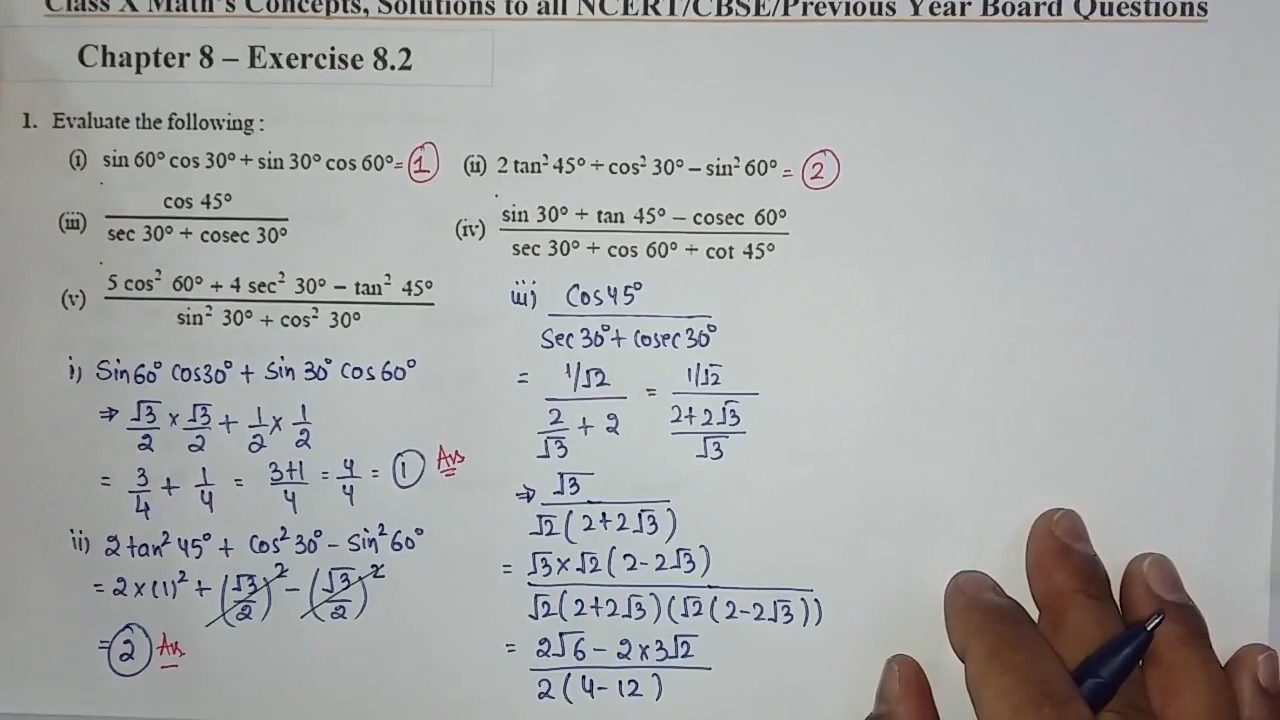 Class X Math's Concepts, Solutions to all NCERT/CBSE/Previous Year Board Questions
Chapter 8 – Exercise 8.2
1. Evaluate the following :
(i) sin 60° cos 30° + sin 30° cos 60° = 1
(ii) 2 tan² 45° + cos² 30° – sin² 60° = 2
(iii) cos 45° / sec 30° + cosec 30°
(iv) sin 30° + tan 45° – cosec 60° / sec 30° + cos 60° + cot 45°
(v) 5 cos² 60° + 4 sec² 30° – tan² 45° / sin² 30° + cos² 30°
i) Sin60° cos30° + sin 30° cos 60°
⇒ √3/2 × √3/2 + 1/2 × 1/2
= 3/4 + 1/4 = 3+1/4 = 4/4 = 1 Ans
ii) 2tan² 45° + cos² 30° – sin² 60°
= 2×(1)² + (√3/2)² – (√3/2)²
= 2 Ans
iii) Cos45° / Sec30° + cosec30°
= 1/√2 / 2/√3 + 2 = 1/√2 / 2+2√3/√3
⇒ √3 / √2(2+2√3)
= √3×√2(2-2√3) / √2(2+2√3)(√2(2-2√3))
= 2√6 – 2×3√2 / 2(4-12)